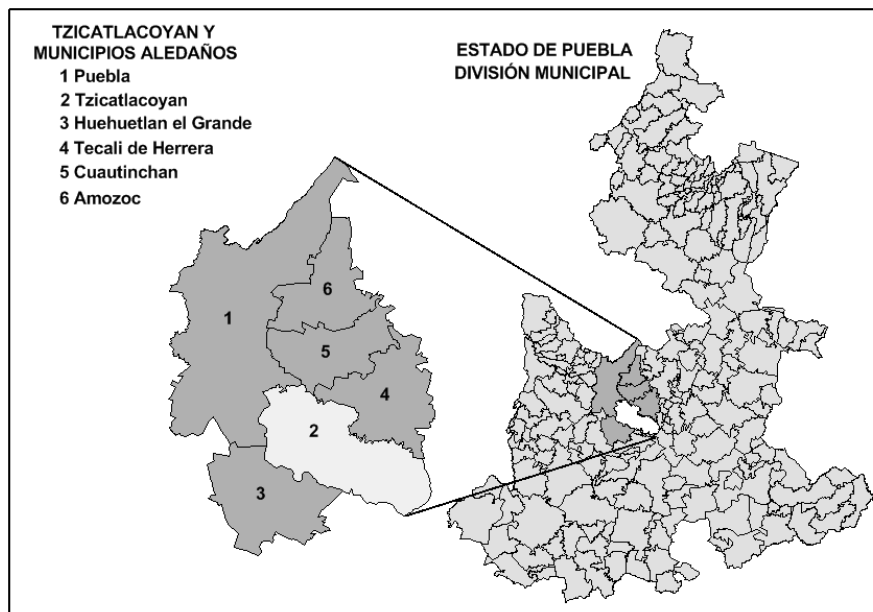 TZICATLACOYAN Y
MUNICIPIOS ALEDAÑOS
1 Puebla
2 Tzicatlacoyan
3 Huehuetlan el Grande
4 Tecali de Herrera
5 Cuautinchan
6 Amozoc
ESTADO DE PUEBLA
DIVISIÓN MUNICIPAL
6
1
5
4
2
3